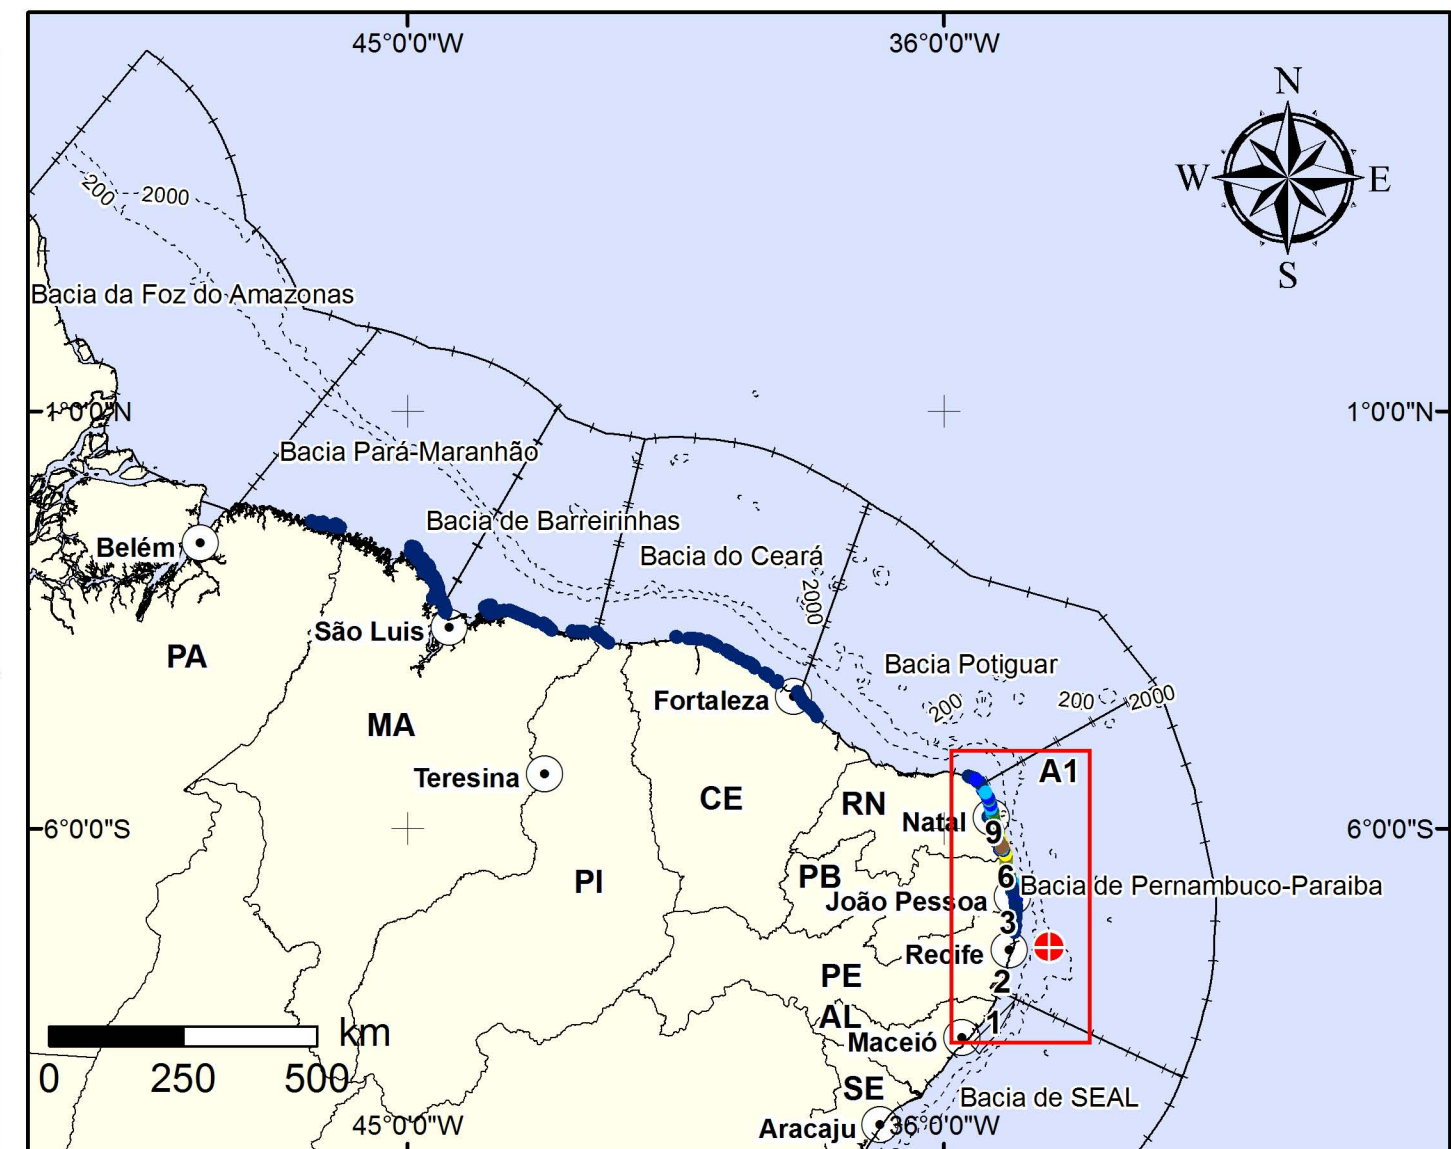 45°0'0"W
36°0'0"W
N
W
E
S
200
2000
Bacia da Foz do Amazonas
1°0'0"N
1°0'0"N
Bacia Pará-Maranhão
Bacia de Barreirinhas
Belém
Bacia do Ceará
2000
São Luis
PA
Bacia Potiguar
Fortaleza
200
200
2000
MA
A1
Teresina
CE
RN
Natal
9
6°0'0"S
6°0'0"S
PI
PB
6
Bacia de Pernambuco-Paraiba
João Pessoa
3
Recife
PE
2
AL
1
km
Maceió
0
250
500
SE
Bacia de SEAL
45°0'0"W
Aracaju
36°0'0"W